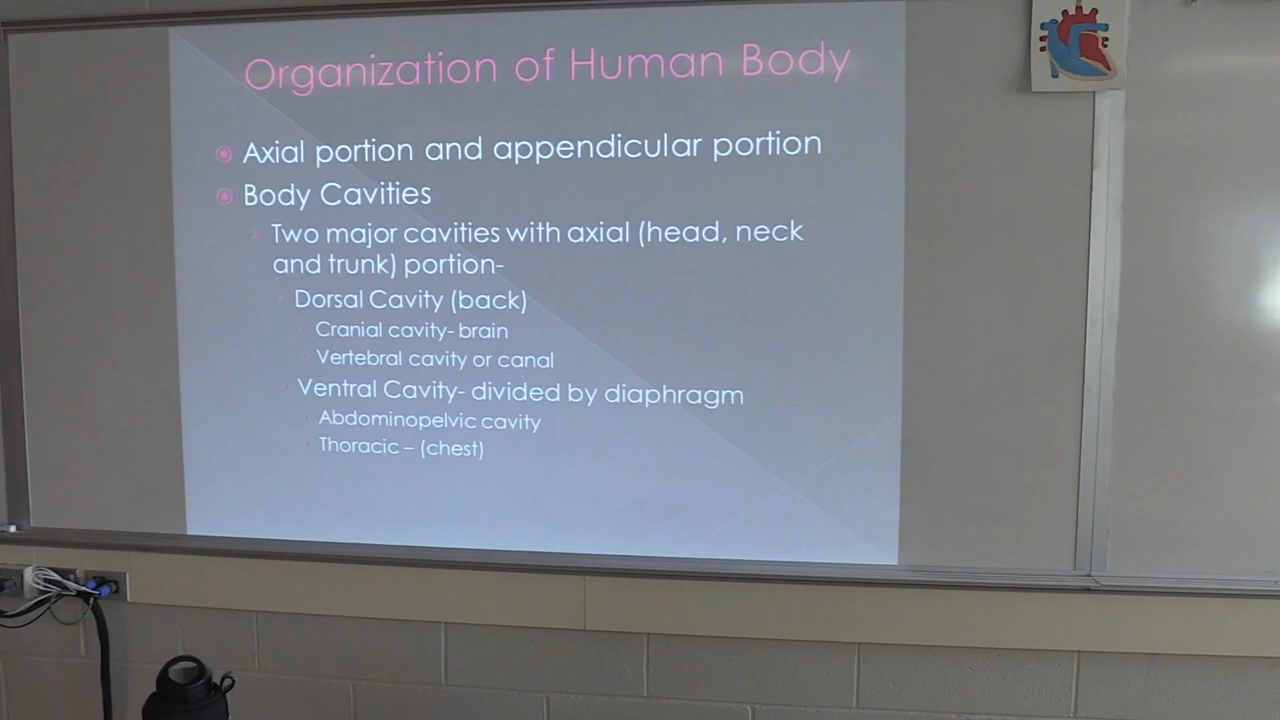 Organization of Human Body
Axial portion and appendicular portion
Body Cavities
Two major cavities with axial (head, neck
and trunk) portion-
Dorsal Cavity (back)
Cranial cavity- brain
Vertebral cavity or canal
Ventral Cavity- divided by diaphragm
Abdominopelvic cavity
Thoracic – (chest)